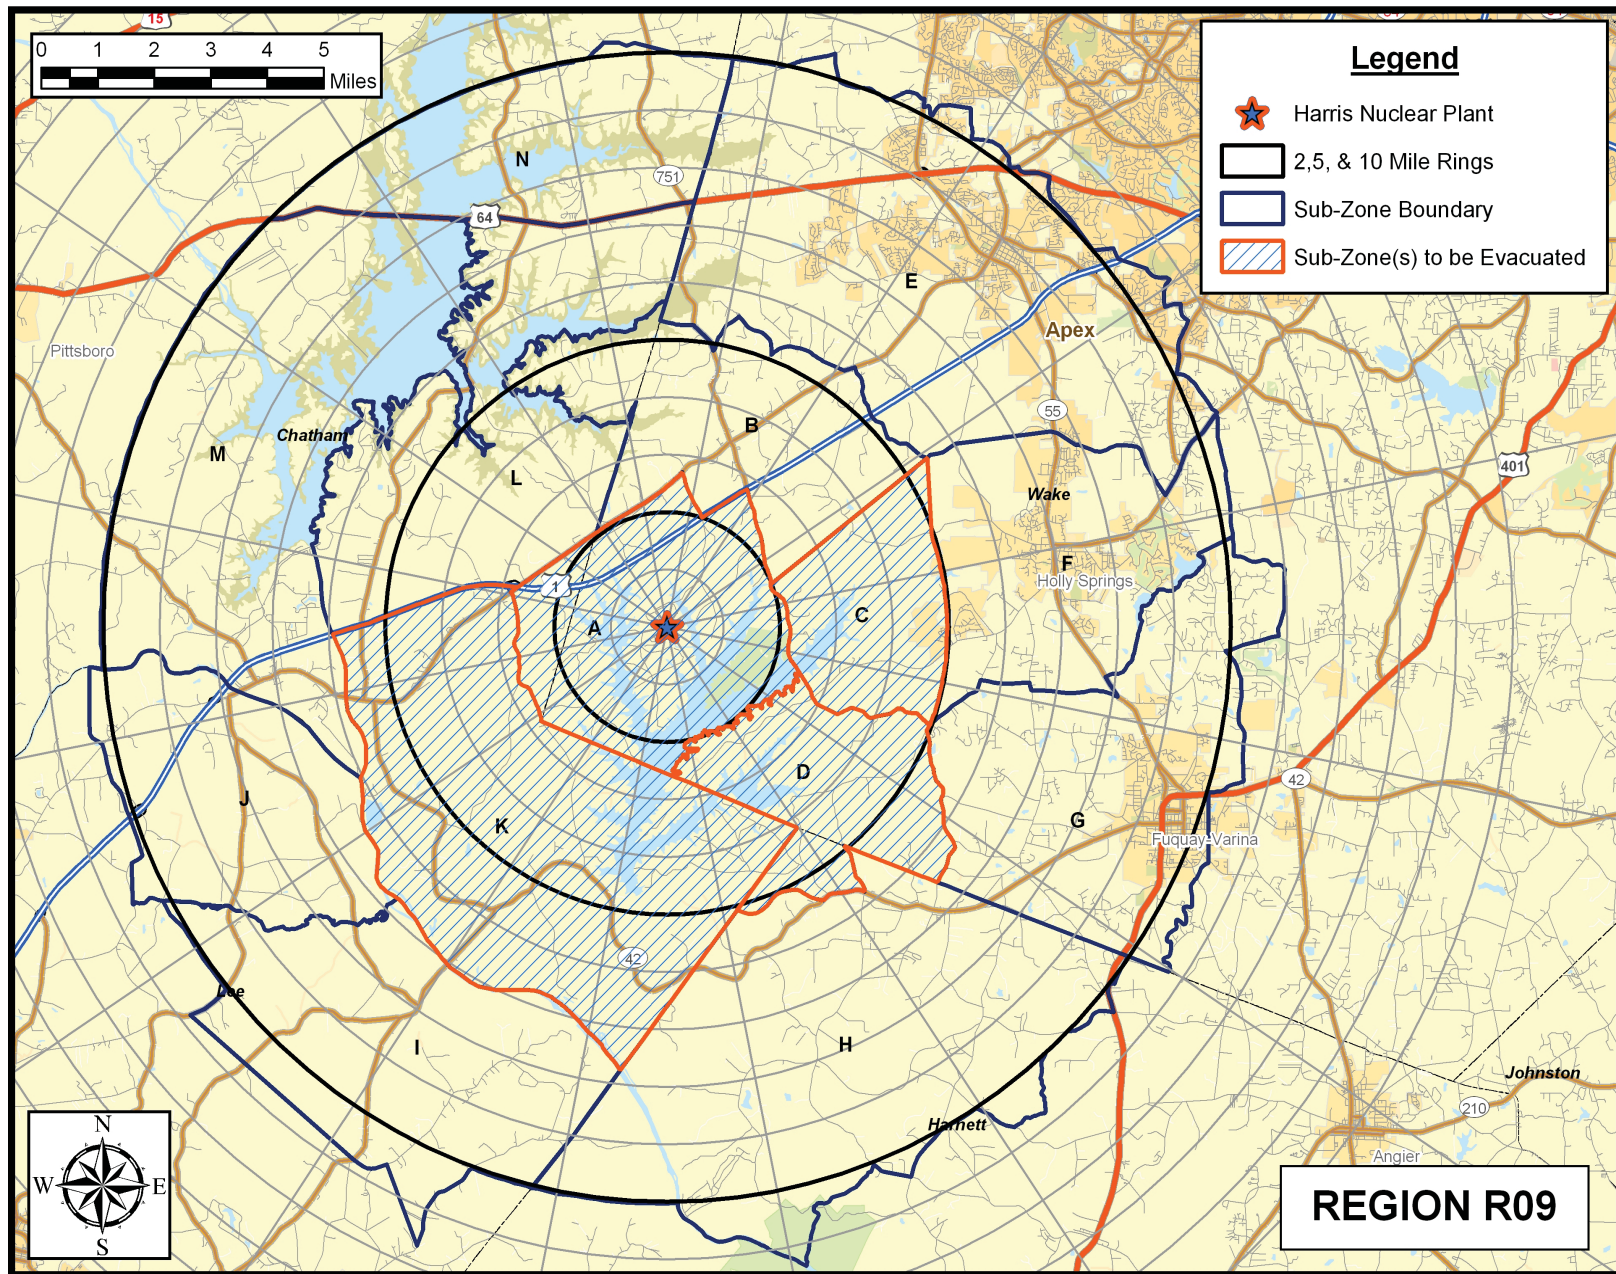 15
0 1 2 3 4 5
Miles
Legend
Harris Nuclear Plant
2,5, & 10 Mile Rings
Sub-Zone Boundary
Sub-Zone(s) to be Evacuated
N
751
64
E
Apex
Pittsboro
55
B
Chatham
M
L
401
Wake
F
Holly Springs
1
A
C
D
42
J
K
G
Fuquay-Varina
42
Lee
I
H
Johnston
210
Harnett
Angier
N
W E
S
REGION R09